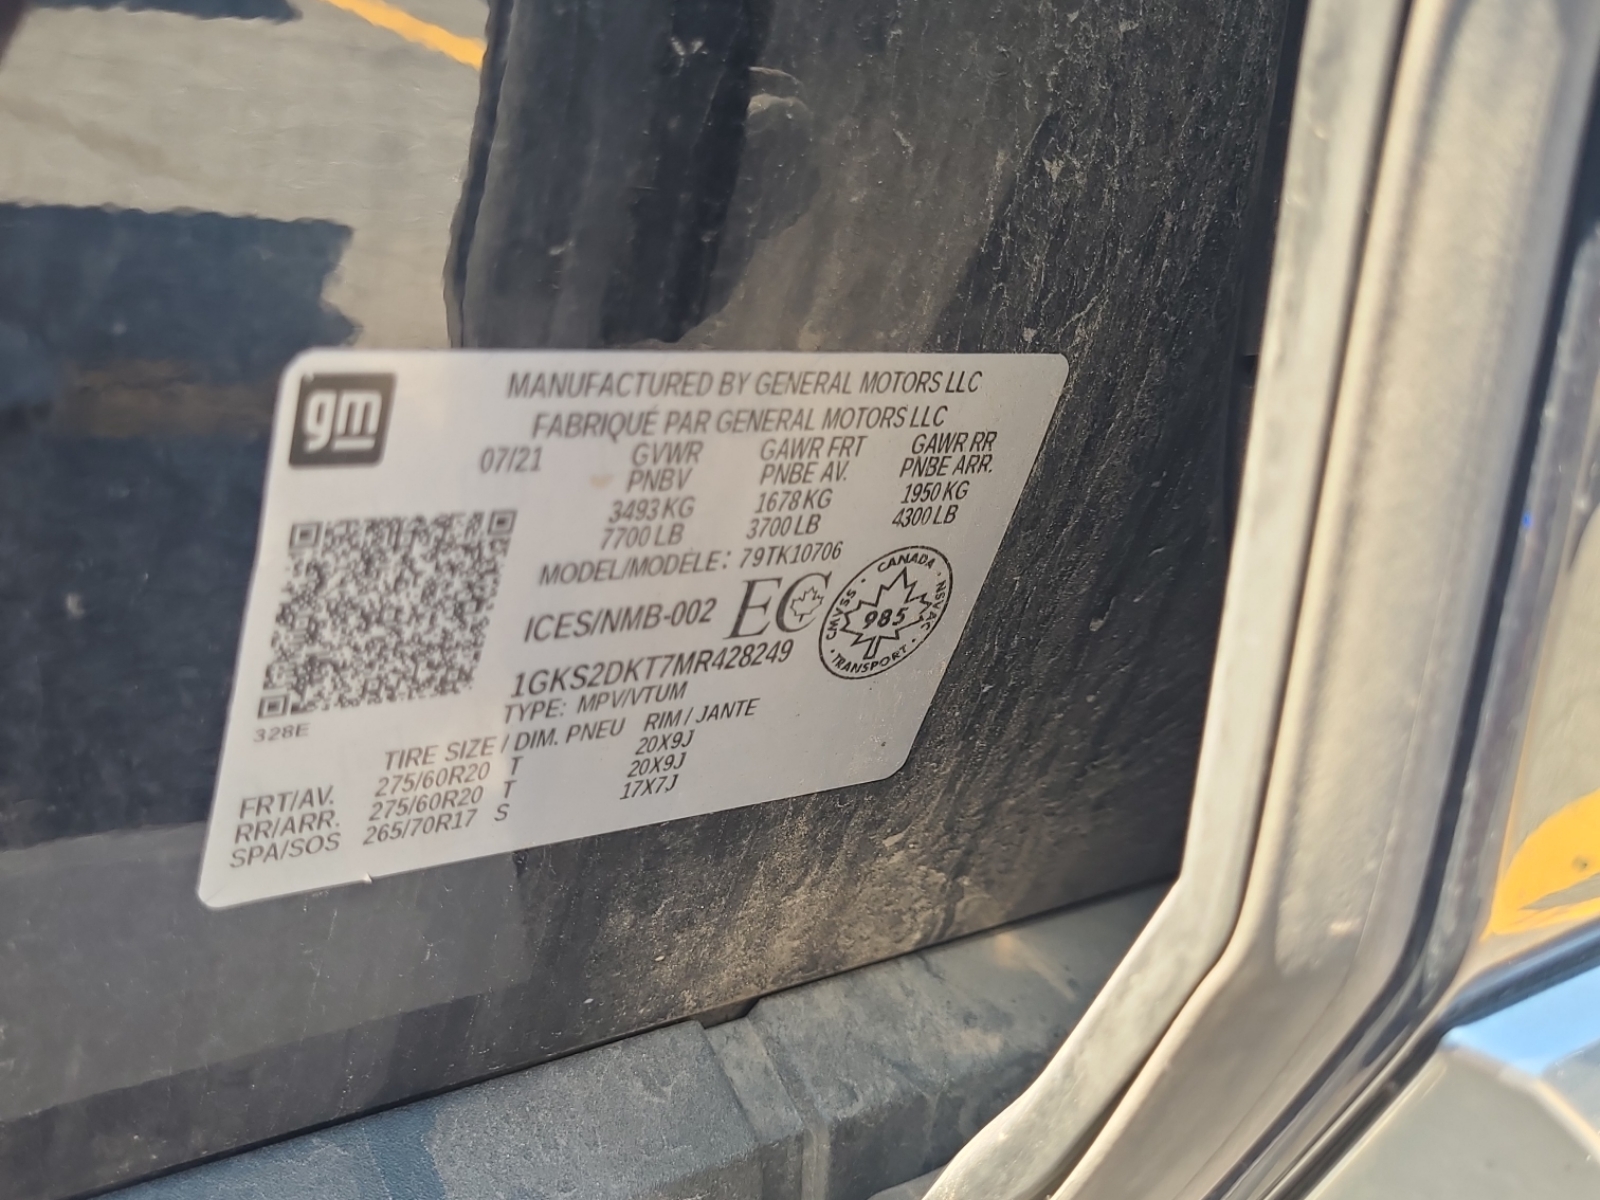 gm
MANUFACTURED BY GENERAL MOTORS LLC
FABRIQUÉ PAR GENERAL MOTORS LLC
07/21 GVWR GAWR FRT GAWR RR
PNBV PNBE AV. PNBE ARR.
3493 KG 1678 KG 1950 KG
7700 LB 3700 LB 4300 LB
MODEL/MODÈLE: 79TK10706
ICES/NMB-002 EC
CANADA · NSVAC · TRANSPORT · CMVSS ·
985
1GKS2DKT7MR428249
TYPE: MPV/VTUM
328E
TIRE SIZE / DIM. PNEU RIM / JANTE
FRT/AV. 275/60R20 T 20X9J
RR/ARR. 275/60R20 T 20X9J
SPA/SOS 265/70R17 S 17X7J